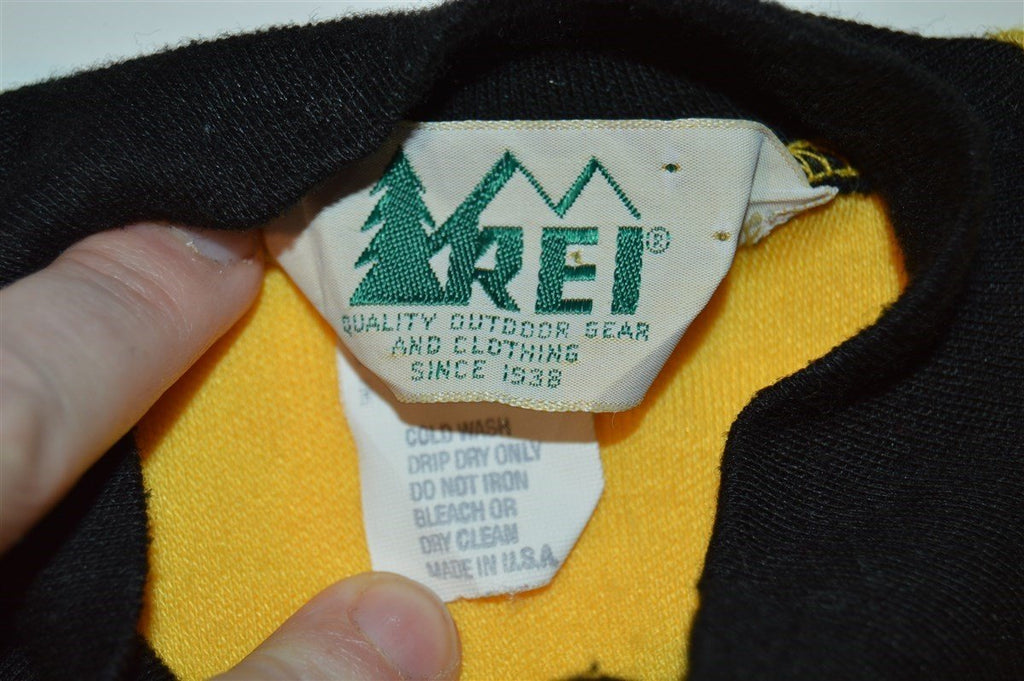 REI®
QUALITY OUTDOOR GEAR
AND CLOTHING
SINCE 1938
COLD WASH
DRIP DRY ONLY
DO NOT IRON
BLEACH OR
DRY CLEAN
MADE IN U.S.A.